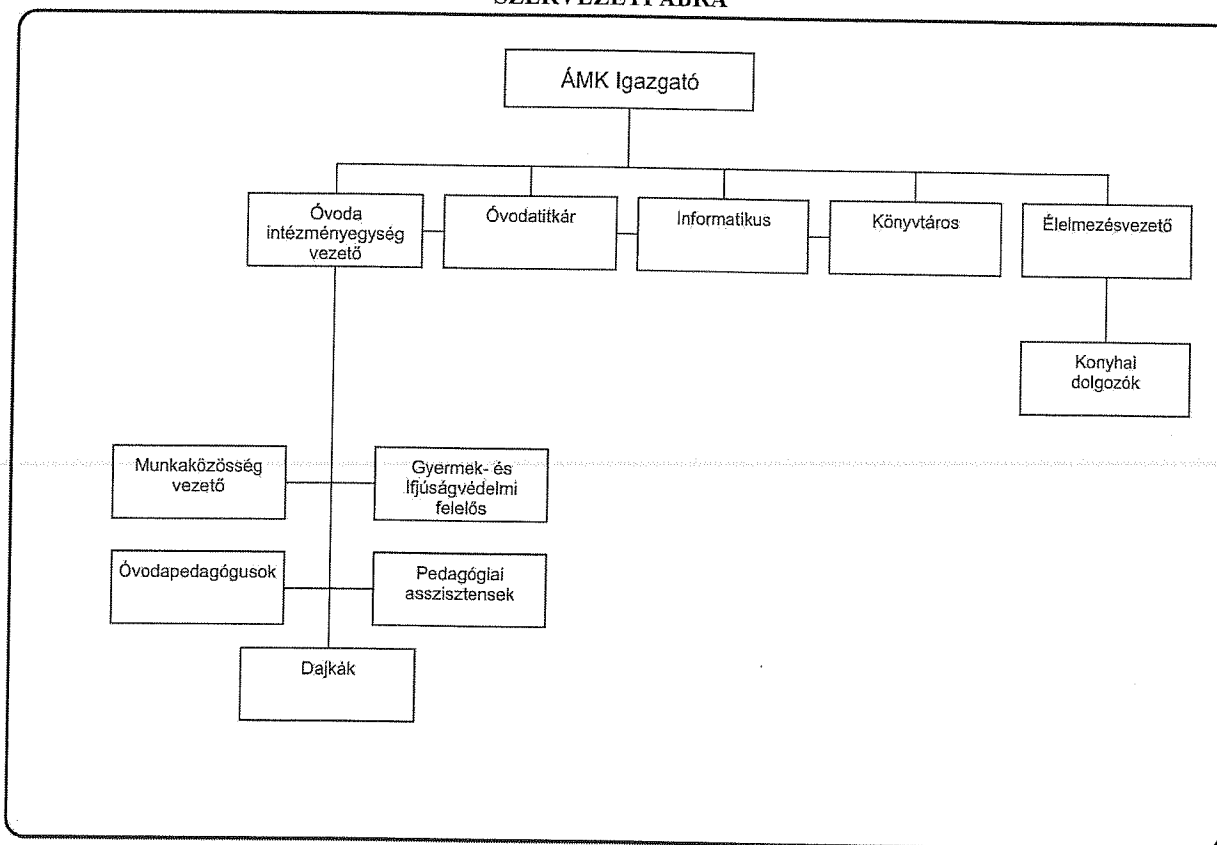 SZERVEZETI ÁBRA
ÁMK Igazgató
Óvoda
intézményegység
vezető
Óvodatitkár
Informatikus
Könyvtáros
Élelmezésvezető
Konyhai
dolgozók
Munkaközösség
vezető
Gyermek- és
Ifjúságvédelmi
felelős
Óvodapedagógusok
Pedagógiai
asszisztensek
Dajkák